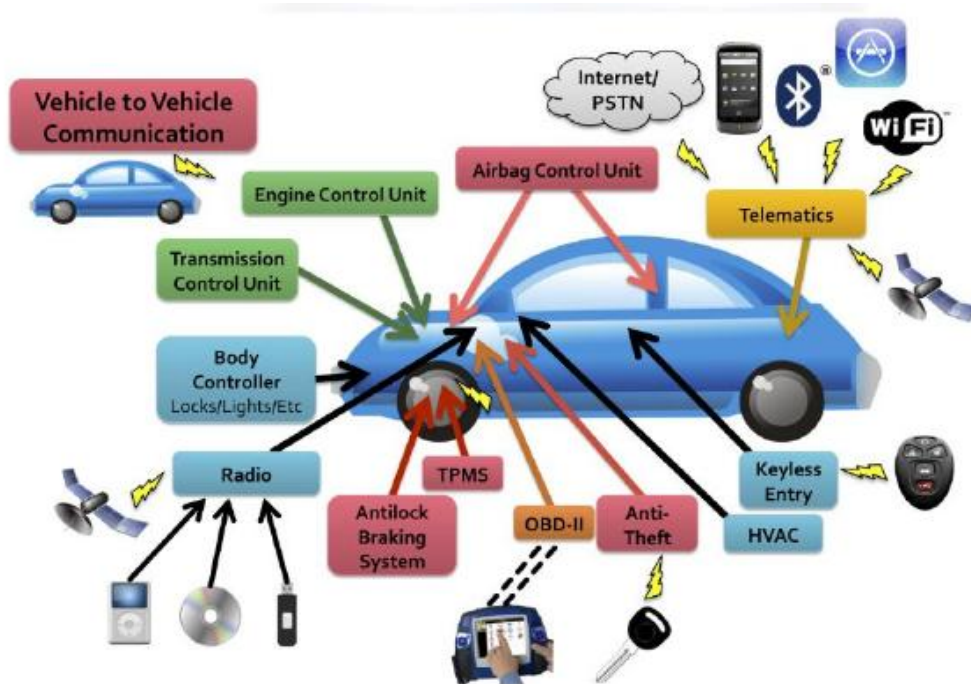 Internet/
PSTN
®
WiFi
Vehicle to Vehicle
Communication
Engine Control Unit
Airbag Control Unit
Telematics
Transmission
Control Unit
Body
Controller
Locks/Lights/Etc
Radio
TPMS
Keyless
Entry
Antilock
Braking
System
OBD-II
Anti-
Theft
HVAC